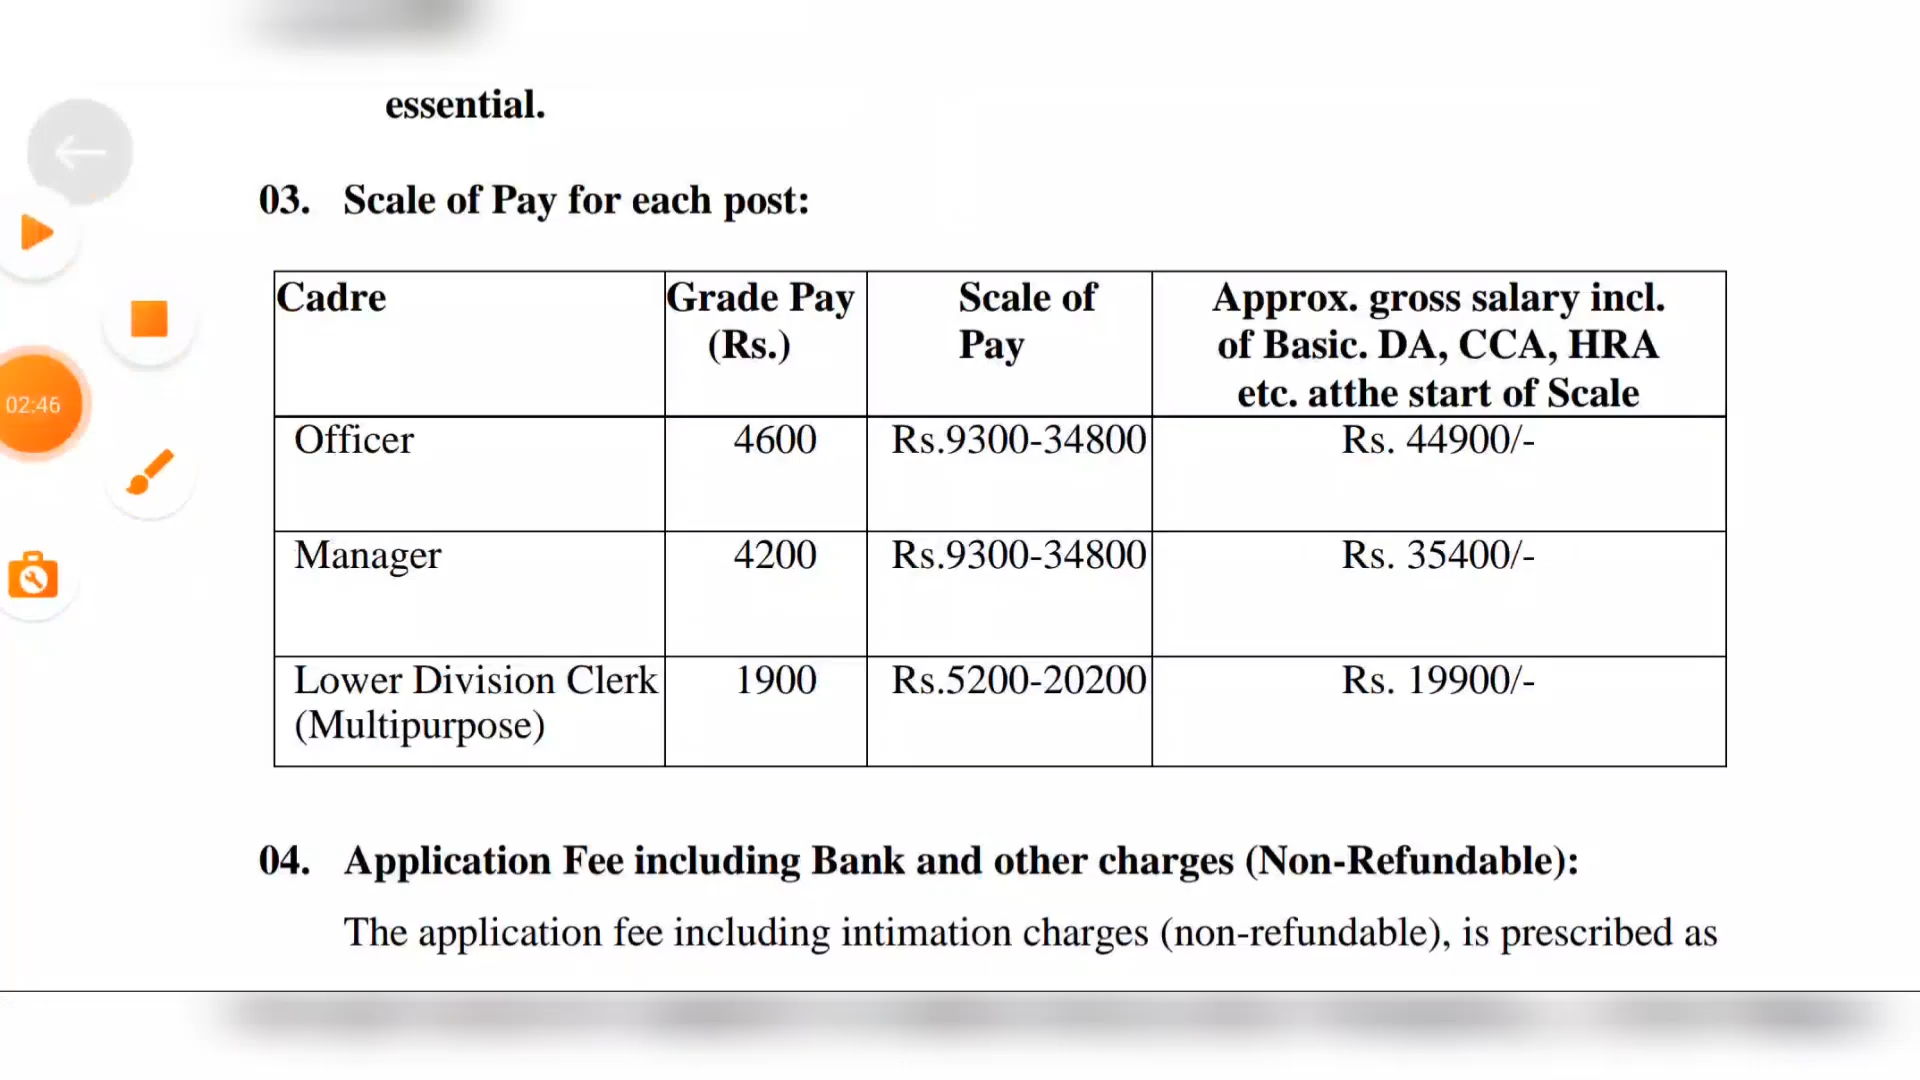 essential.
03. Scale of Pay for each post:
Cadre
Grade Pay
(Rs.)
Scale of
Pay
Approx. gross salary incl.
of Basic. DA, CCA, HRA
etc. atthe start of Scale
Officer 4600 Rs.9300-34800 Rs. 44900/-
Manager 4200 Rs.9300-34800 Rs. 35400/-
Lower Division Clerk 1900 Rs.5200-20200 Rs. 19900/-
(Multipurpose)
04. Application Fee including Bank and other charges (Non-Refundable):
The application fee including intimation charges (non-refundable), is prescribed as
02:46